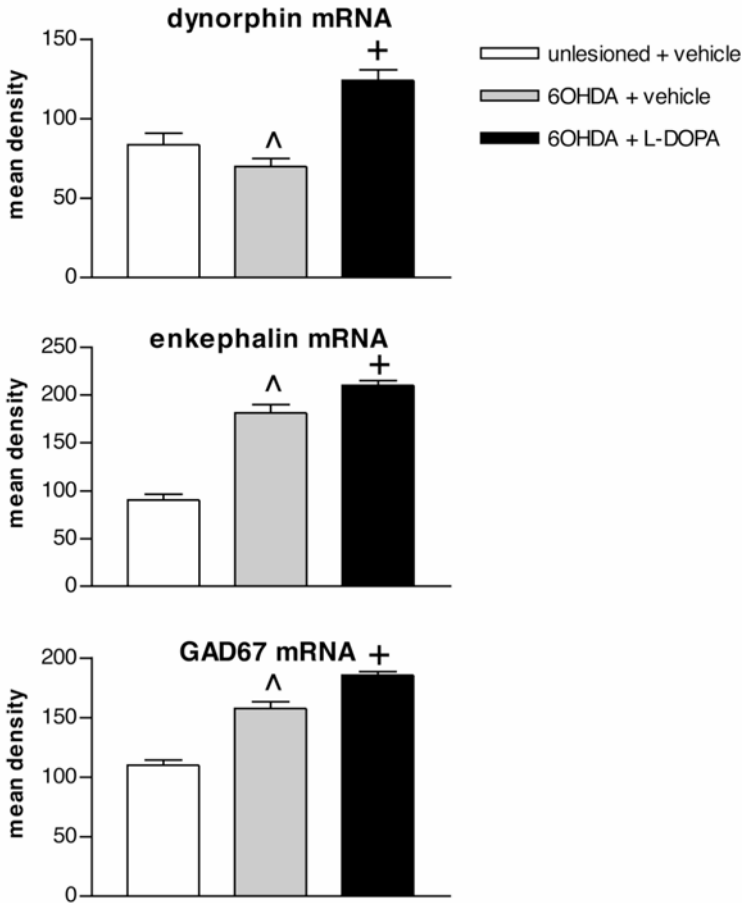 dynorphin mRNA
150
100
50
0
mean density
^
+
unlesioned + vehicle
6OHDA + vehicle
6OHDA + L-DOPA
enkephalin mRNA
250
200
150
100
50
0
mean density
^
+
GAD67 mRNA
200
150
100
50
0
mean density
^
+